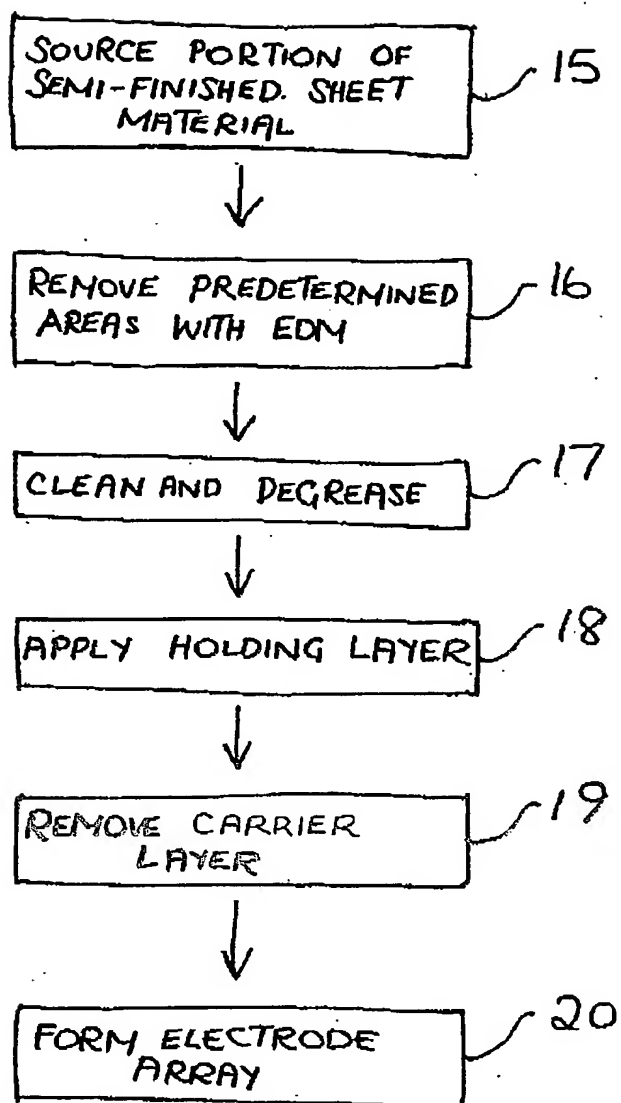 SOURCE PORTION OF
SEMI-FINISHED. SHEET
MATERIAL
15
REMOVE PREDETERMINED
AREAS WITH EDM
16
CLEAN AND DEGREASE
17
APPLY HOLDING LAYER
18
REMOVE CARRIER
LAYER
19
FORM ELECTRODE
ARRAY
20